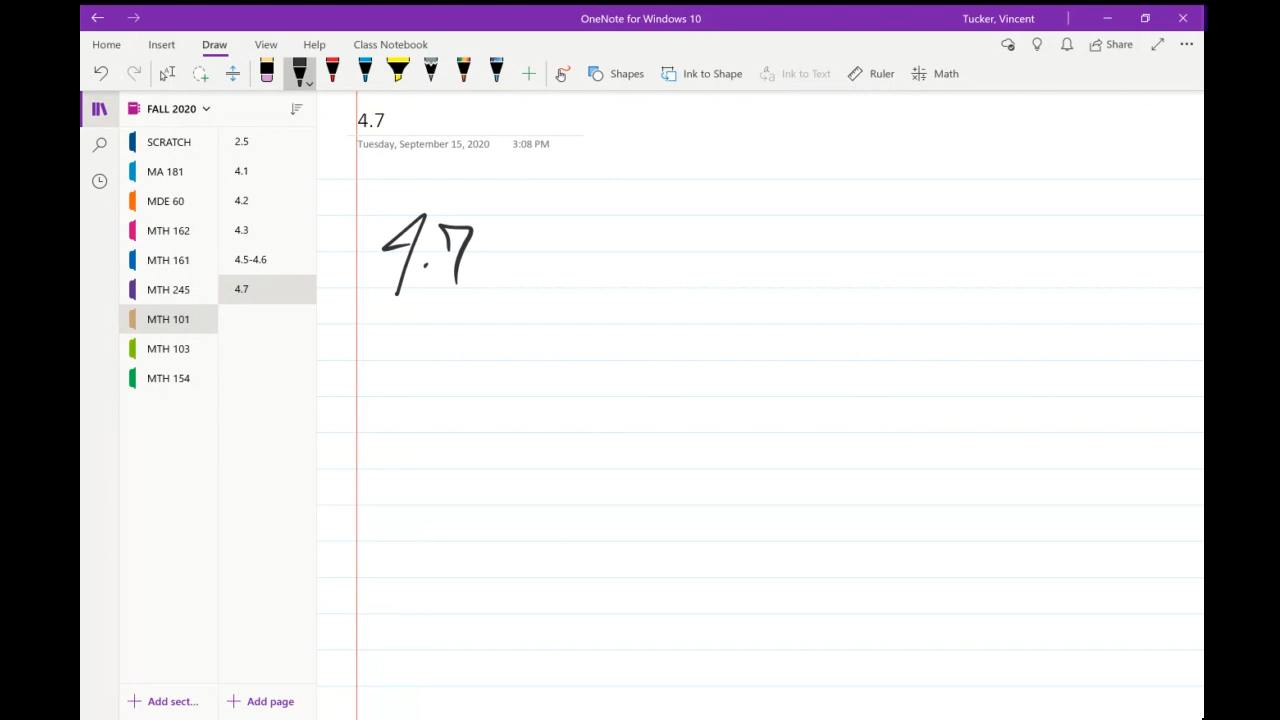 OneNote for Windows 10
Tucker, Vincent
Home Insert Draw View Help Class Notebook
Share
Shapes Ink to Shape Ink to Text Ruler Math
FALL 2020
SCRATCH
MA 181
MDE 60
MTH 162
MTH 161
MTH 245
MTH 101
MTH 103
MTH 154
Add sect...
2.5
4.1
4.2
4.3
4.5-4.6
4.7
Add page
4.7
Tuesday, September 15, 2020 3:08 PM
4.7